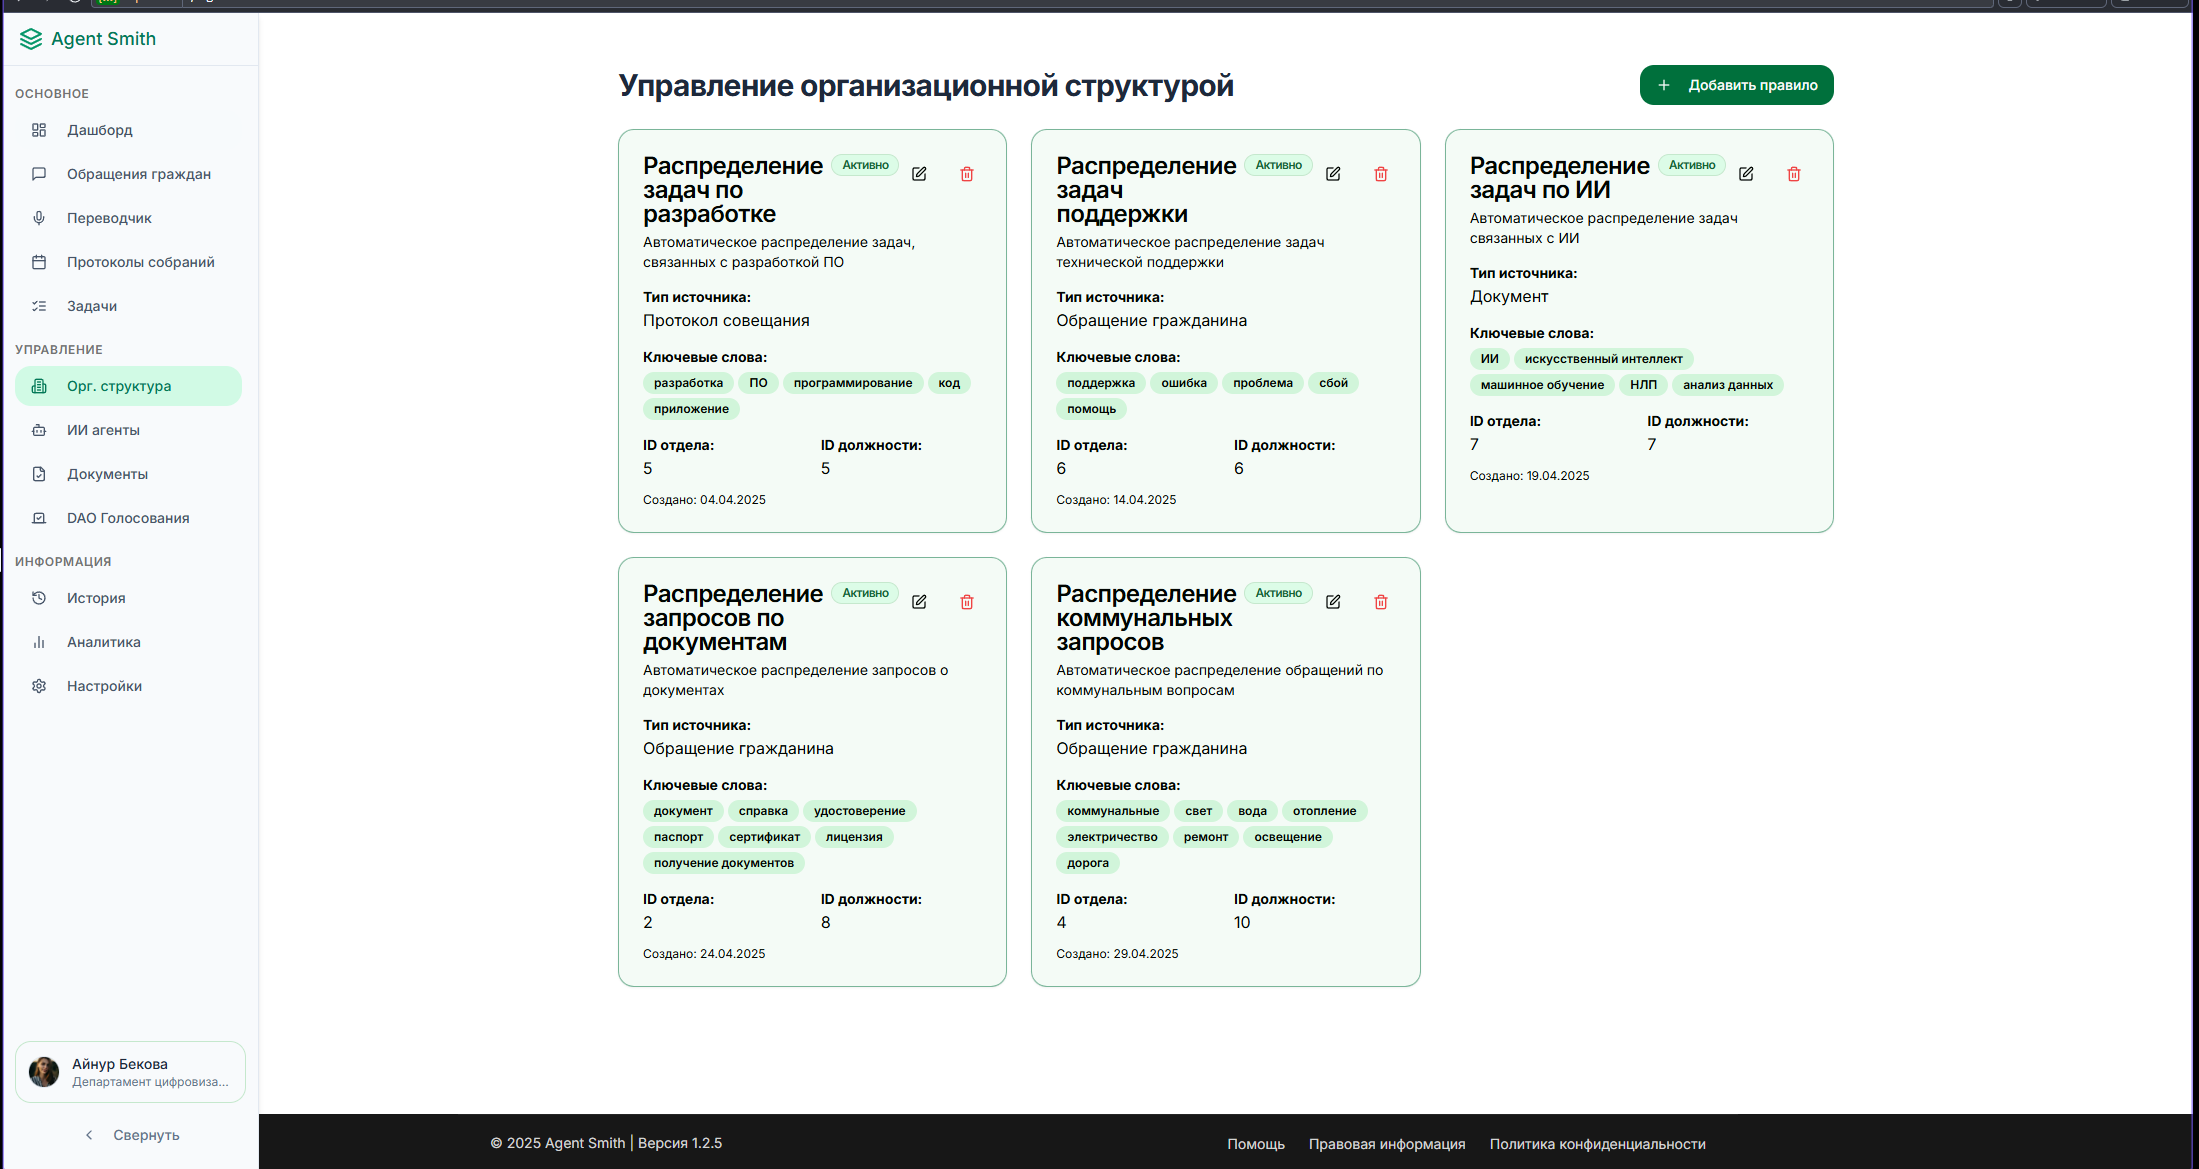 Agent Smith
ОСНОВНОЕ
Дашборд
Обращения граждан
Переводчик
Протоколы собраний
Задачи
УПРАВЛЕНИЕ
Орг. структура
ИИ агенты
Документы
DAO Голосования
ИНФОРМАЦИЯ
История
Аналитика
Настройки
Айнур Бекова
Департамент цифровиза...
Свернуть
Управление организационной структурой
Добавить правило
Распределение
задач по
разработке
Активно
Автоматическое распределение задач,
связанных с разработкой ПО
Тип источника:
Протокол совещания
Ключевые слова:
разработка ПО программирование код
приложение
ID отдела: ID должности:
5 5
Создано: 04.04.2025
Распределение
задач
поддержки
Активно
Автоматическое распределение задач
технической поддержки
Тип источника:
Обращение гражданина
Ключевые слова:
поддержка ошибка проблема сбой
помощь
ID отдела: ID должности:
6 6
Создано: 14.04.2025
Распределение
задач по ИИ
Активно
Автоматическое распределение задач
связанных с ИИ
Тип источника:
Документ
Ключевые слова:
ИИ искусственный интеллект
машинное обучение НЛП анализ данных
ID отдела: ID должности:
7 7
Создано: 19.04.2025
Распределение
запросов по
документам
Активно
Автоматическое распределение запросов о
документах
Тип источника:
Обращение гражданина
Ключевые слова:
документ справка удостоверение
паспорт сертификат лицензия
получение документов
ID отдела: ID должности:
2 8
Создано: 24.04.2025
Распределение
коммунальных
запросов
Активно
Автоматическое распределение обращений по
коммунальным вопросам
Тип источника:
Обращение гражданина
Ключевые слова:
коммунальные свет вода отопление
электричество ремонт освещение
дорога
ID отдела: ID должности:
4 10
Создано: 29.04.2025
© 2025 Agent Smith | Версия 1.2.5
Помощь Правовая информация Политика конфиденциальности